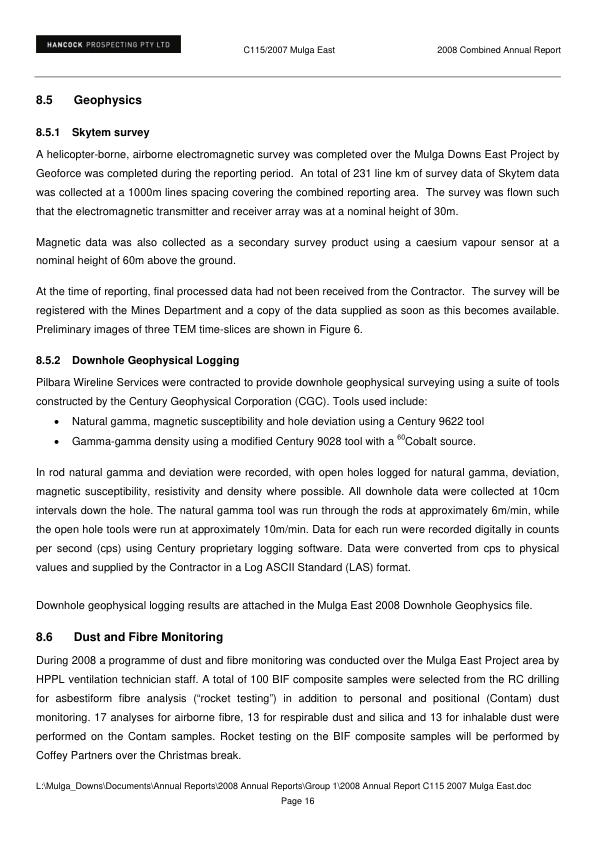 HANCOCK PROSPECTING PTY LTD
C115/2007 Mulga East
2008 Combined Annual Report
8.5 Geophysics
8.5.1 Skytem survey
A helicopter-borne, airborne electromagnetic survey was completed over the Mulga Downs East Project by
Geoforce was completed during the reporting period. An total of 231 line km of survey data of Skytem data
was collected at a 1000m lines spacing covering the combined reporting area. The survey was flown such
that the electromagnetic transmitter and receiver array was at a nominal height of 30m.
Magnetic data was also collected as a secondary survey product using a caesium vapour sensor at a
nominal height of 60m above the ground.
At the time of reporting, final processed data had not been received from the Contractor. The survey will be
registered with the Mines Department and a copy of the data supplied as soon as this becomes available.
Preliminary images of three TEM time-slices are shown in Figure 6.
8.5.2 Downhole Geophysical Logging
Pilbara Wireline Services were contracted to provide downhole geophysical surveying using a suite of tools
constructed by the Century Geophysical Corporation (CGC). Tools used include:
• Natural gamma, magnetic susceptibility and hole deviation using a Century 9622 tool
• Gamma-gamma density using a modified Century 9028 tool with a ⁶⁰Cobalt source.
In rod natural gamma and deviation were recorded, with open holes logged for natural gamma, deviation,
magnetic susceptibility, resistivity and density where possible. All downhole data were collected at 10cm
intervals down the hole. The natural gamma tool was run through the rods at approximately 6m/min, while
the open hole tools were run at approximately 10m/min. Data for each run were recorded digitally in counts
per second (cps) using Century proprietary logging software. Data were converted from cps to physical
values and supplied by the Contractor in a Log ASCII Standard (LAS) format.
Downhole geophysical logging results are attached in the Mulga East 2008 Downhole Geophysics file.
8.6 Dust and Fibre Monitoring
During 2008 a programme of dust and fibre monitoring was conducted over the Mulga East Project area by
HPPL ventilation technician staff. A total of 100 BIF composite samples were selected from the RC drilling
for asbestiform fibre analysis (“rocket testing”) in addition to personal and positional (Contam) dust
monitoring. 17 analyses for airborne fibre, 13 for respirable dust and silica and 13 for inhalable dust were
performed on the Contam samples. Rocket testing on the BIF composite samples will be performed by
Coffey Partners over the Christmas break.
L:\Mulga_Downs\Documents\Annual Reports\2008 Annual Reports\Group 1\2008 Annual Report C115 2007 Mulga East.doc
Page 16